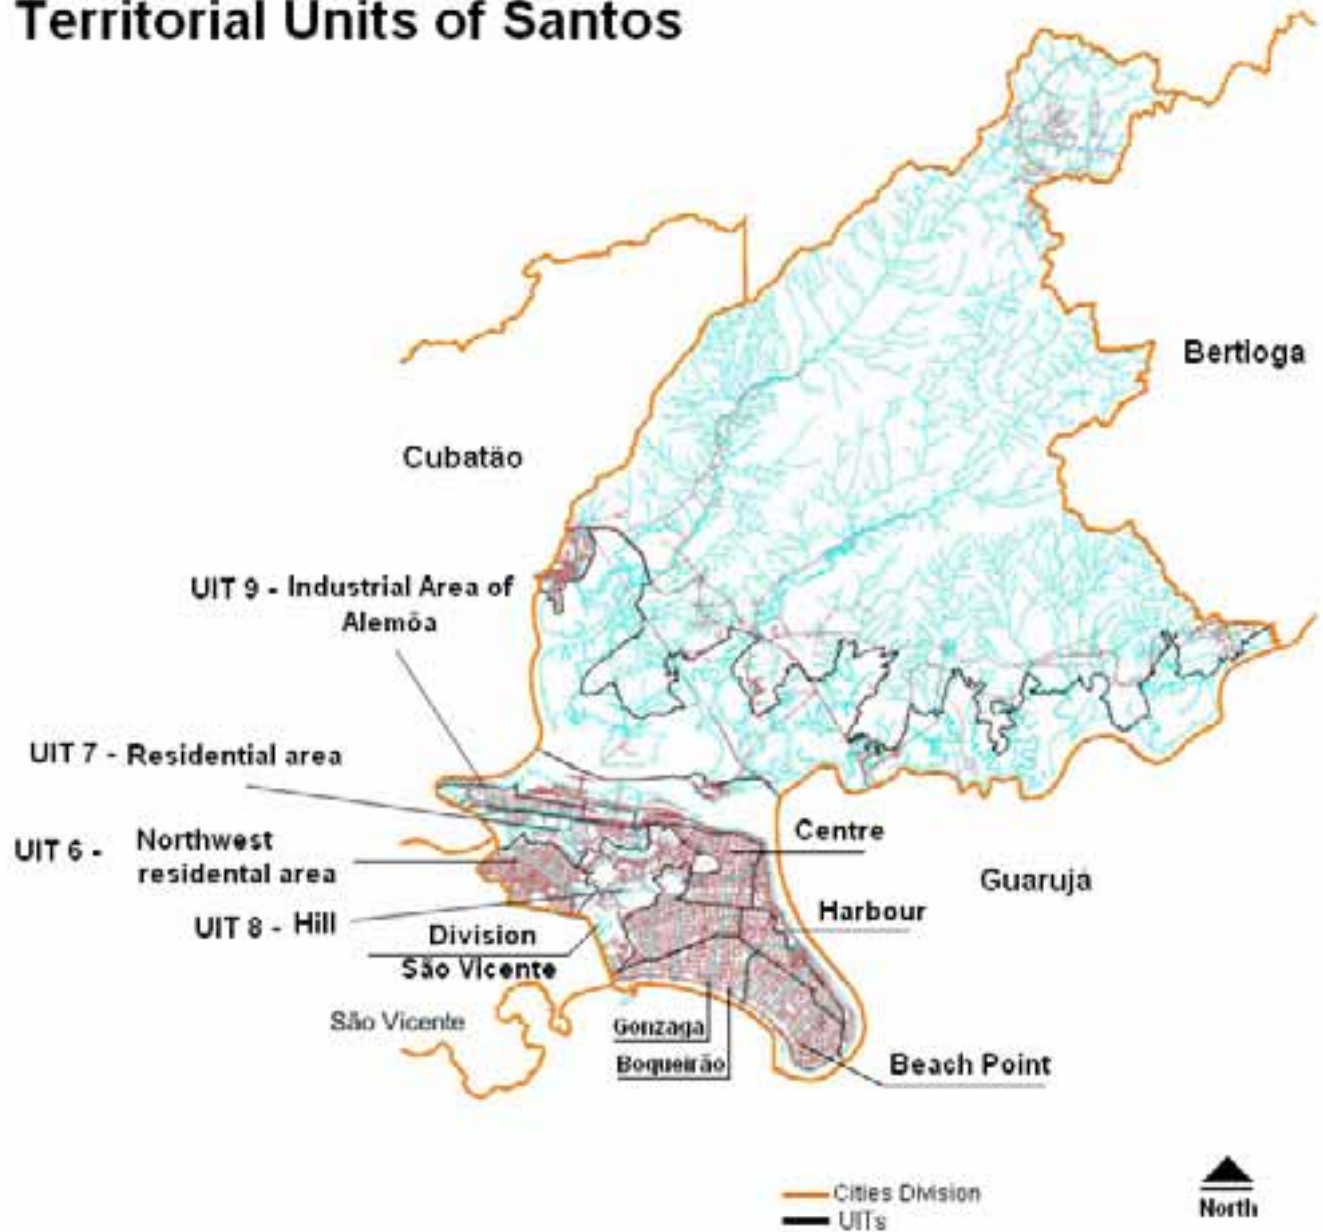 Territorial Units of Santos
Bertioga
Cubatão
UIT 9 - Industrial Area of
Alemôa
UIT 7 - Residential area
UIT 6 - Northwest
residental area
UIT 8 - Hill
Division
São Vicente
São Vicente
Centre
Guarujá
Harbour
Gonzaga
Boqueirão
Beach Point
Cities Division
UITs
North